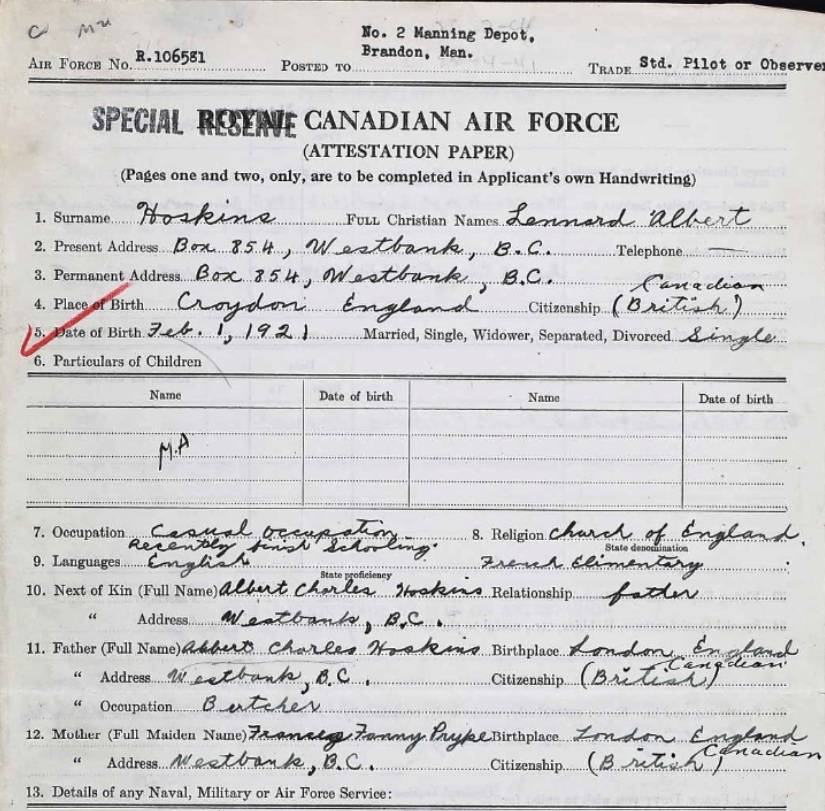 C
No. 2 Manning Depot,
Brandon, Man.
AIR FORCE No. R.106581 POSTED TO TRADE Std. Pilot or Observer
SPECIAL RESERVE ROYAL CANADIAN AIR FORCE
(ATTESTATION PAPER)
(Pages one and two, only, are to be completed in Applicant's own Handwriting)
1. Surname Hoskins FULL Christian Names Lennard Albert
2. Present Address Box 854, Westbank, B.C. Telephone —
3. Permanent Address Box 854, Westbank, B.C.
Canadian
4. Place of Birth Croydon England Citizenship (British)
5. Date of Birth Feb. 1, 1921 Married, Single, Widower, Separated, Divorced Single
6. Particulars of Children
Name Date of birth Name Date of birth
7. Occupation Casual occupation 8. Religion Church of England.
Recently finish Schooling. State denomination
9. Languages English French Elimentary
State proficiency
10. Next of Kin (Full Name) Albert Charles Hoskins Relationship father
" Address Westbank, B.C.
11. Father (Full Name) Albert Charles Hoskins Birthplace London England
Canadian
" Address Westbank, B.C. Citizenship (British)
" Occupation Butcher
12. Mother (Full Maiden Name) Frances Fanny Pryke Birthplace London England
Canadian
" Address Westbank, B.C. Citizenship (British)
13. Details of any Naval, Military or Air Force Service: